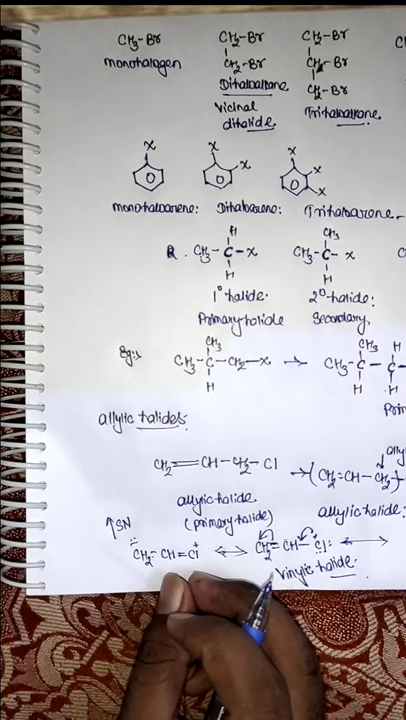 CH₃-Br CH₂-Br CH₂-Br
CH₂-Br CH-Br
CH₂-Br
monohalogen Dihaloalkane Trihaloalkane
Vicinal
dihalide
X X X
X X
X
monohaloarene: Dihaloarene: Trihaloarene
H CH₃
R. CH₃-C-X CH₃-C-X
H H
1° halide. 2° halide:
Primary halide Secondary.
CH₃ CH₃ H
Eg:> CH₃-C-CH₂-X → CH₃-C-C
H H
allylic halides:
CH₂=CH-CH₂-Cl → (CH₂=CH-CH₂)
allylic halide allylic halide:
(primary halide)
↑SN
CH₂-CH=Cl ↔ CH₂=CH-Cl: ↔
Vinylic halide.